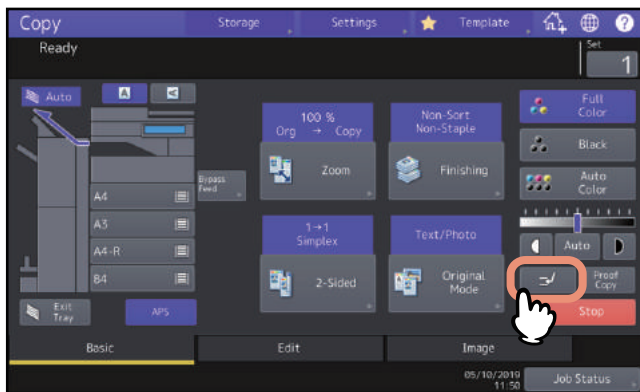 Copy
Storage
Settings
Template
?
Ready
Set
1
Auto
A
A
100 %
Org → Copy
Zoom
Non-Sort
Non-Staple
Finishing
Full
Color
Black
Auto
Color
Bypass
Feed
A4
A3
A4-R
B4
1→1
Simplex
2-Sided
Text/Photo
Original
Mode
Auto
Proof
Copy
Exit
Tray
APS
Stop
Basic
Edit
Image
05/10/2019
11:50
Job Status